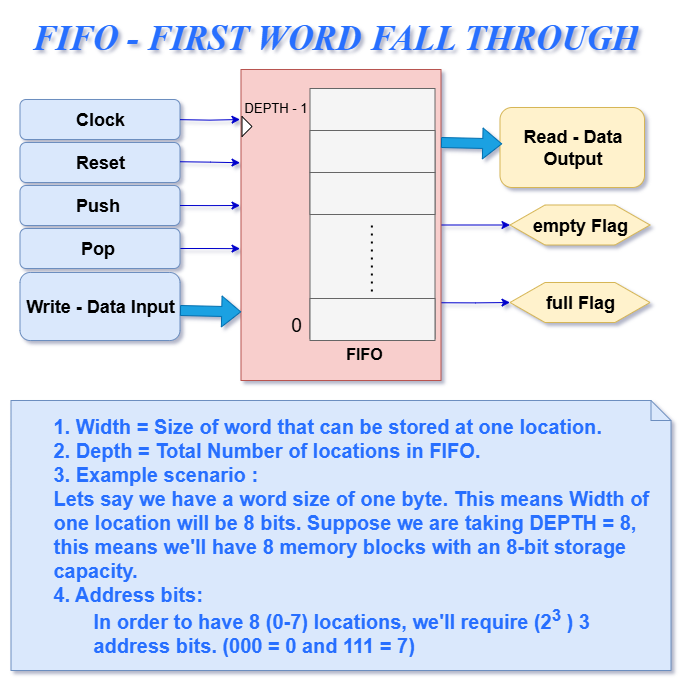 FIFO - FIRST WORD FALL THROUGH
Clock
Reset
Push
Pop
Write - Data Input
DEPTH - 1
0
FIFO
Read - Data
Output
empty Flag
full Flag
1. Width = Size of word that can be stored at one location.
2. Depth = Total Number of locations in FIFO.
3. Example scenario :
Lets say we have a word size of one byte. This means Width of
one location will be 8 bits. Suppose we are taking DEPTH = 8,
this means we'll have 8 memory blocks with an 8-bit storage
capacity.
4. Address bits:
In order to have 8 (0-7) locations, we'll require (2³ ) 3
address bits. (000 = 0 and 111 = 7)